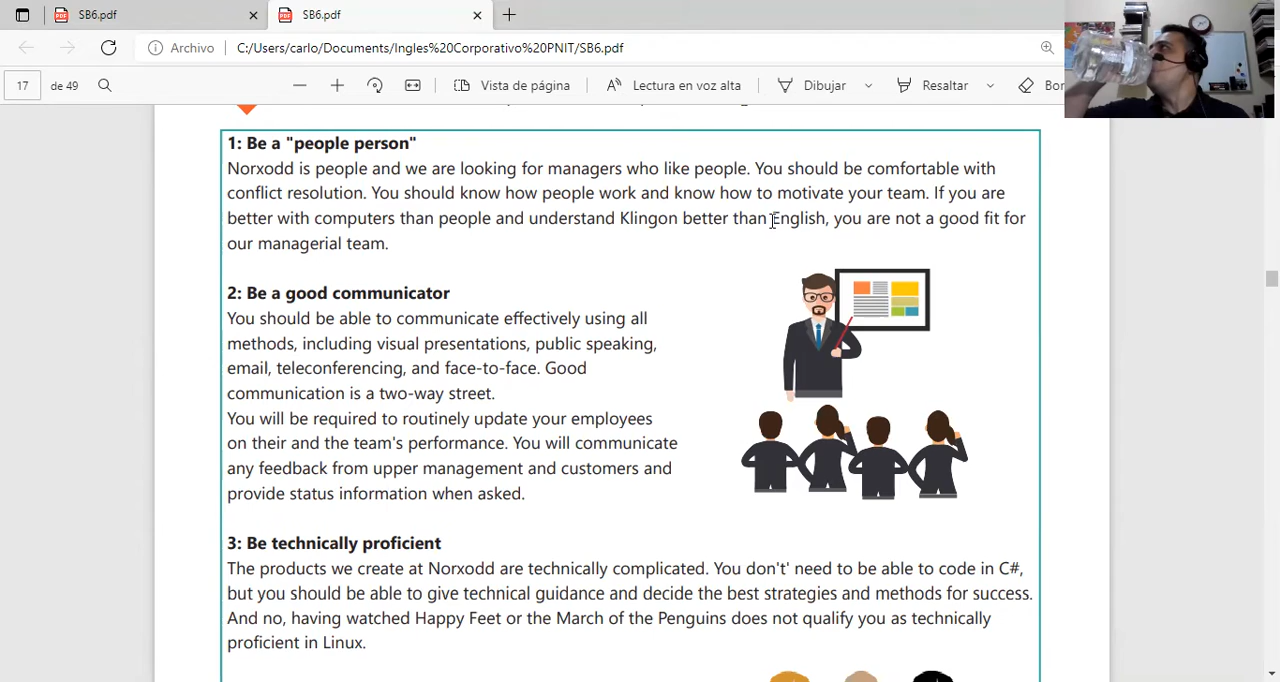 SB6.pdf
SB6.pdf
Archivo C:/Users/carlo/Documents/Ingles%20Corporativo%20PNIT/SB6.pdf
17 de 49 Vista de página Lectura en voz alta Dibujar Resaltar Bor
1: Be a "people person"
Norxodd is people and we are looking for managers who like people. You should be comfortable with
conflict resolution. You should know how people work and know how to motivate your team. If you are
better with computers than people and understand Klingon better than English, you are not a good fit for
our managerial team.
2: Be a good communicator
You should be able to communicate effectively using all
methods, including visual presentations, public speaking,
email, teleconferencing, and face-to-face. Good
communication is a two-way street.
You will be required to routinely update your employees
on their and the team's performance. You will communicate
any feedback from upper management and customers and
provide status information when asked.
3: Be technically proficient
The products we create at Norxodd are technically complicated. You don't' need to be able to code in C#,
but you should be able to give technical guidance and decide the best strategies and methods for success.
And no, having watched Happy Feet or the March of the Penguins does not qualify you as technically
proficient in Linux.